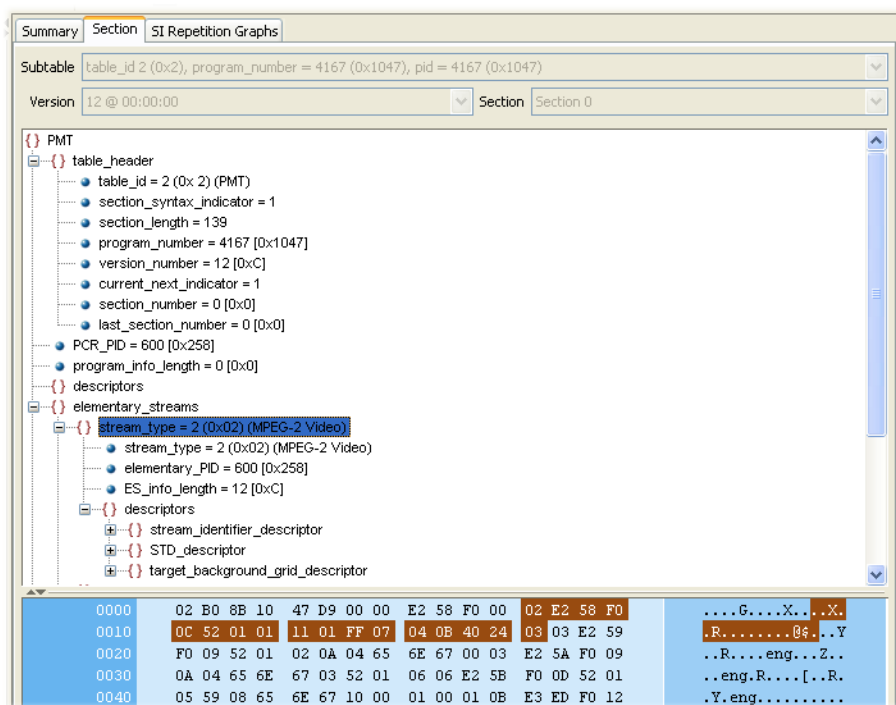 Summary Section SI Repetition Graphs
Subtable table_id 2 (0x2), program_number = 4167 (0x1047), pid = 4167 (0x1047)
Version 12 @ 00:00:00 Section Section 0
{} PMT
{} table_header
table_id = 2 (0x 2) (PMT)
section_syntax_indicator = 1
section_length = 139
program_number = 4167 [0x1047]
version_number = 12 [0xC]
current_next_indicator = 1
section_number = 0 [0x0]
last_section_number = 0 [0x0]
PCR_PID = 600 [0x258]
program_info_length = 0 [0x0]
{} descriptors
{} elementary_streams
{} stream_type = 2 (0x02) (MPEG-2 Video)
stream_type = 2 (0x02) (MPEG-2 Video)
elementary_PID = 600 [0x258]
ES_info_length = 12 [0xC]
{} descriptors
{} stream_identifier_descriptor
{} STD_descriptor
{} target_background_grid_descriptor
0000 02 B0 8B 10 47 D9 00 00 E2 58 F0 00 02 E2 58 F0 ....G....X....X.
0010 0C 52 01 01 11 01 FF 07 04 0B 40 24 03 03 E2 59 .R........@$...Y
0020 F0 09 52 01 02 0A 04 65 6E 67 00 03 E2 5A F0 09 ..R....eng...Z..
0030 0A 04 65 6E 67 03 52 01 06 06 E2 5B F0 0D 52 01 ..eng.R....[..R.
0040 05 59 08 65 6E 67 10 00 01 00 01 0B E3 ED F0 12 .Y.eng..........